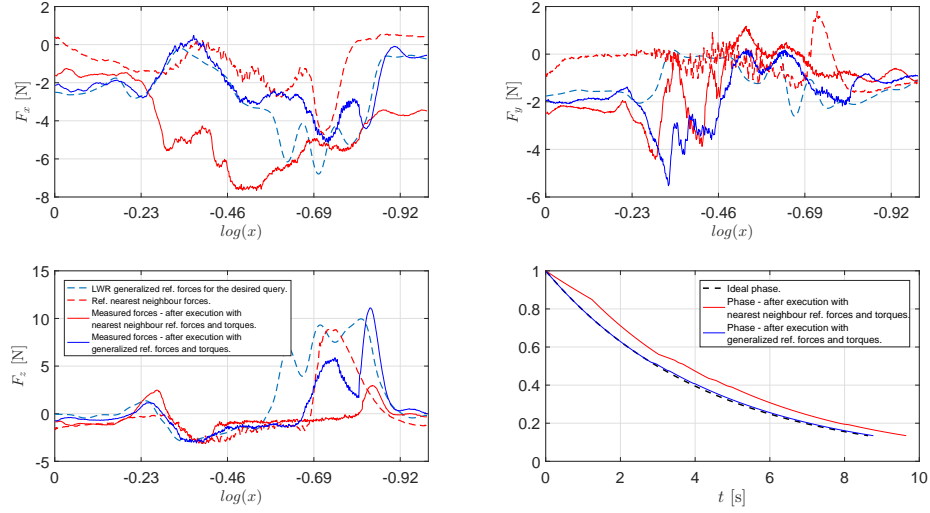 2
0
-2
-4
-6
-8
F_x [N]
0
-0.23
-0.46
-0.69
-0.92
log(x)
2
0
-2
-4
-6
F_y [N]
0
-0.23
-0.46
-0.69
-0.92
log(x)
15
10
5
0
-5
F_z [N]
LWR generalized ref. forces for the desired query.
Ref. nearest neighbour forces.
Measured forces - after execution with
nearest neighbour ref. forces and torques.
Measured forces - after execution with
generalized ref. forces and torques.
0
-0.23
-0.46
-0.69
-0.92
log(x)
1
0.8
0.6
0.4
0.2
0
Ideal phase.
Phase - after execution with
nearest neighbour ref. forces and torques.
Phase - after execution with
generalized ref. forces and torques.
0
2
4
6
8
10
t [s]